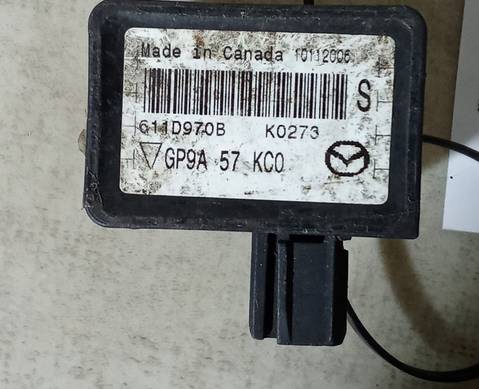 Made in Canada 10112006
S
611D970B K0273
GP9A 57 KC0